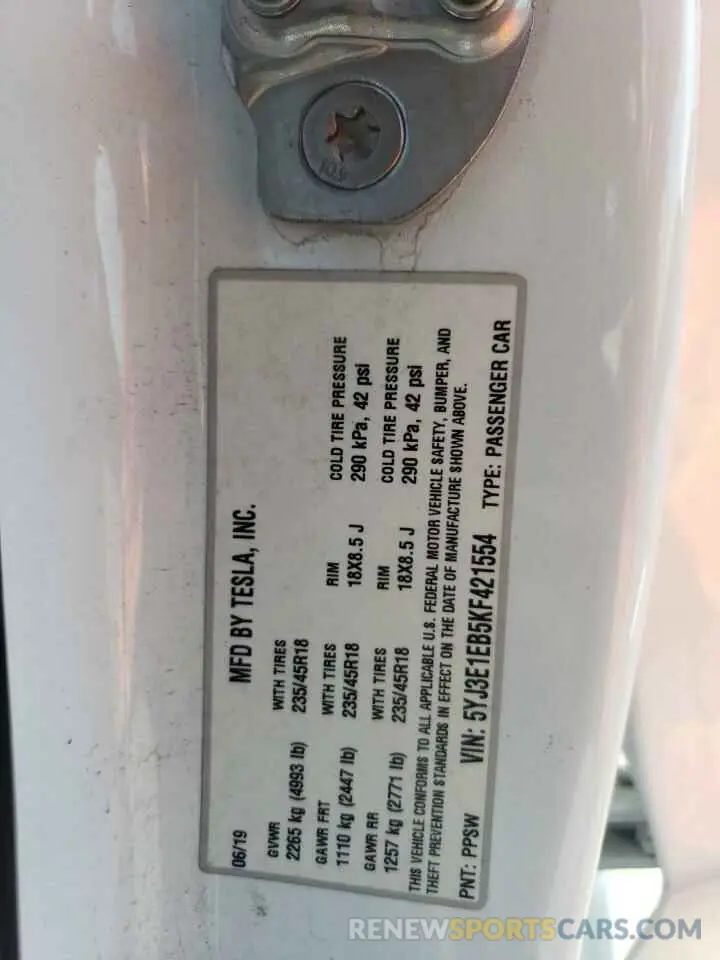 MFD BY TESLA, INC.
06/19
GVWR WITH TIRES
2265 kg (4993 lb) 235/45R18
GAWR FRT WITH TIRES RIM COLD TIRE PRESSURE
1110 kg (2447 lb) 235/45R18 18X8.5 J 290 kPa, 42 psi
GAWR RR WITH TIRES RIM COLD TIRE PRESSURE
1257 kg (2771 lb) 235/45R18 18X8.5 J 290 kPa, 42 psi
THIS VEHICLE CONFORMS TO ALL APPLICABLE U.S. FEDERAL MOTOR VEHICLE SAFETY, BUMPER, AND
THEFT PREVENTION STANDARDS IN EFFECT ON THE DATE OF MANUFACTURE SHOWN ABOVE.
PNT: PPSW VIN: 5YJ3E1EB5KF421554 TYPE: PASSENGER CAR
RENEWSPORTSCARS.COM